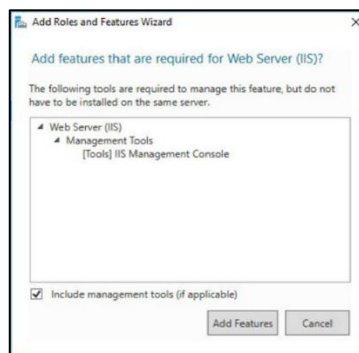 Add Roles and Features Wizard
Add features that are required for Web Server (IIS)?
The following tools are required to manage this feature, but do not
have to be installed on the same server.
Web Server (IIS)
Management Tools
[Tools] IIS Management Console
Include management tools (if applicable)
Add Features Cancel